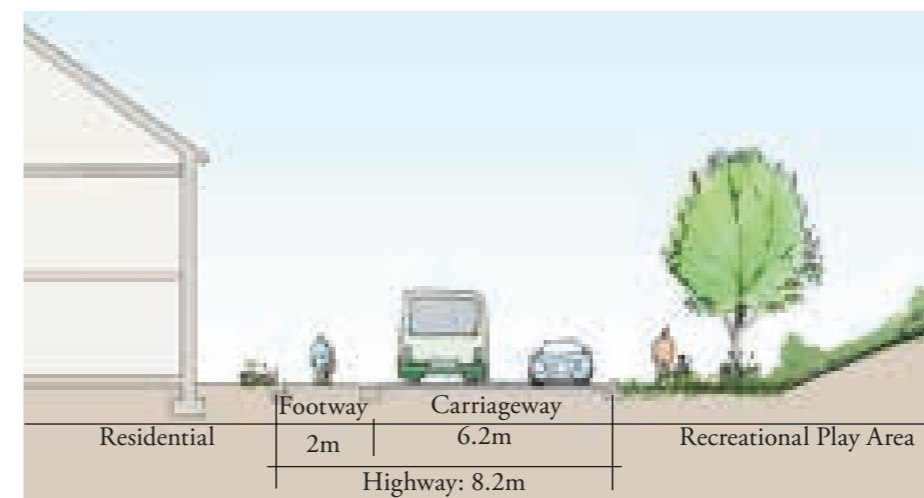 Footway
Carriageway
Residential
2m
6.2m
Recreational Play Area
Highway: 8.2m